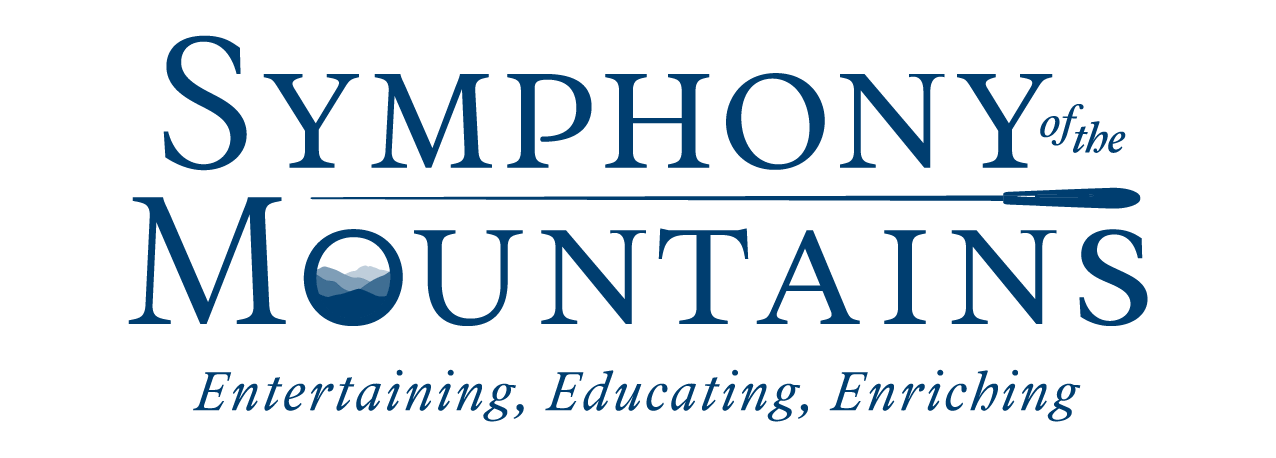 SYMPHONY of the
MOUNTAINS
Entertaining, Educating, Enriching